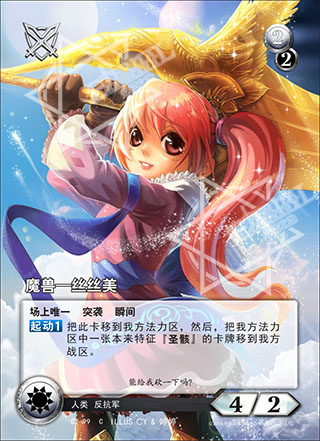 2
2
魔兽—丝丝美
场上唯一 突袭 瞬间
起动1 把此卡移到我方法力区，然后，把我方法力
区中一张本来特征『圣骸』的卡牌移到我方
战区。
能给我砍一下吗？
人类 反抗军
4 / 2
C ILLUS CY &